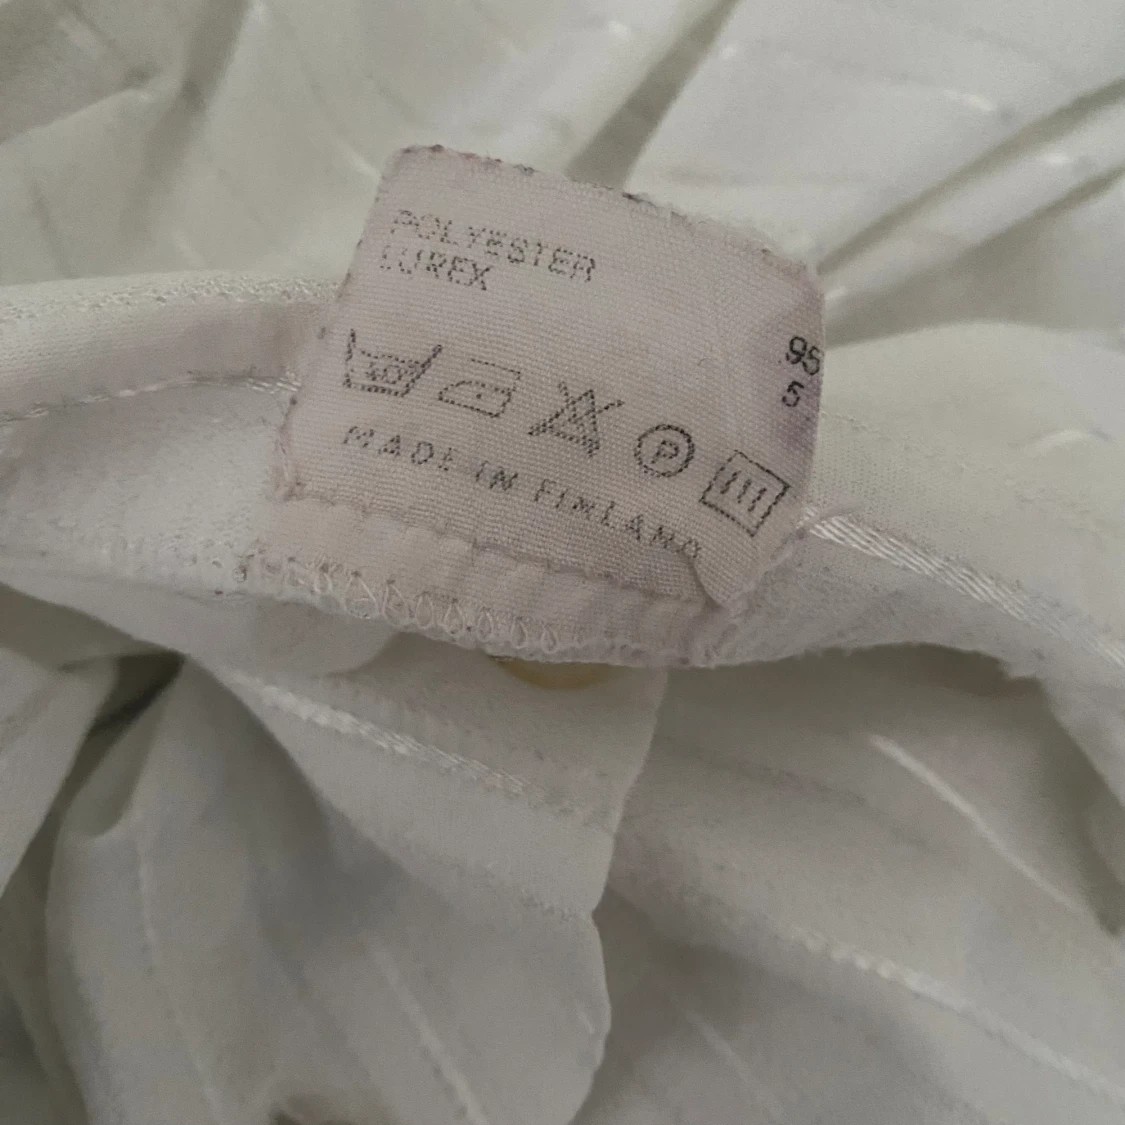 POLYESTER 95
LUREX 5
40
P
MADE IN FINLAND